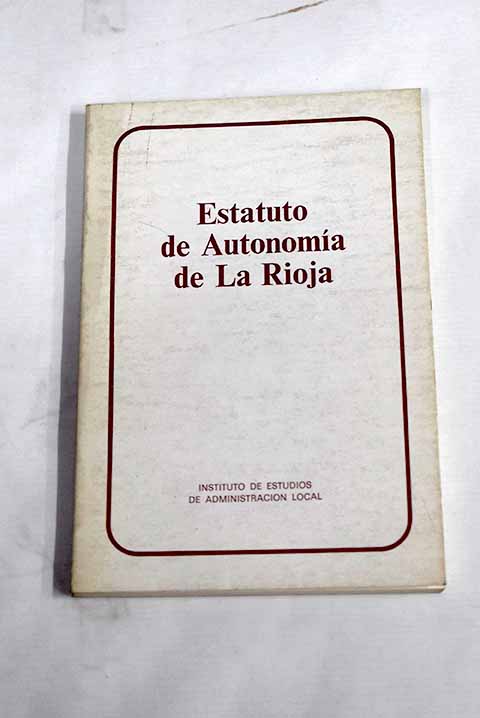 Estatuto
de Autonomía
de La Rioja
INSTITUTO DE ESTUDIOS
DE ADMINISTRACION LOCAL